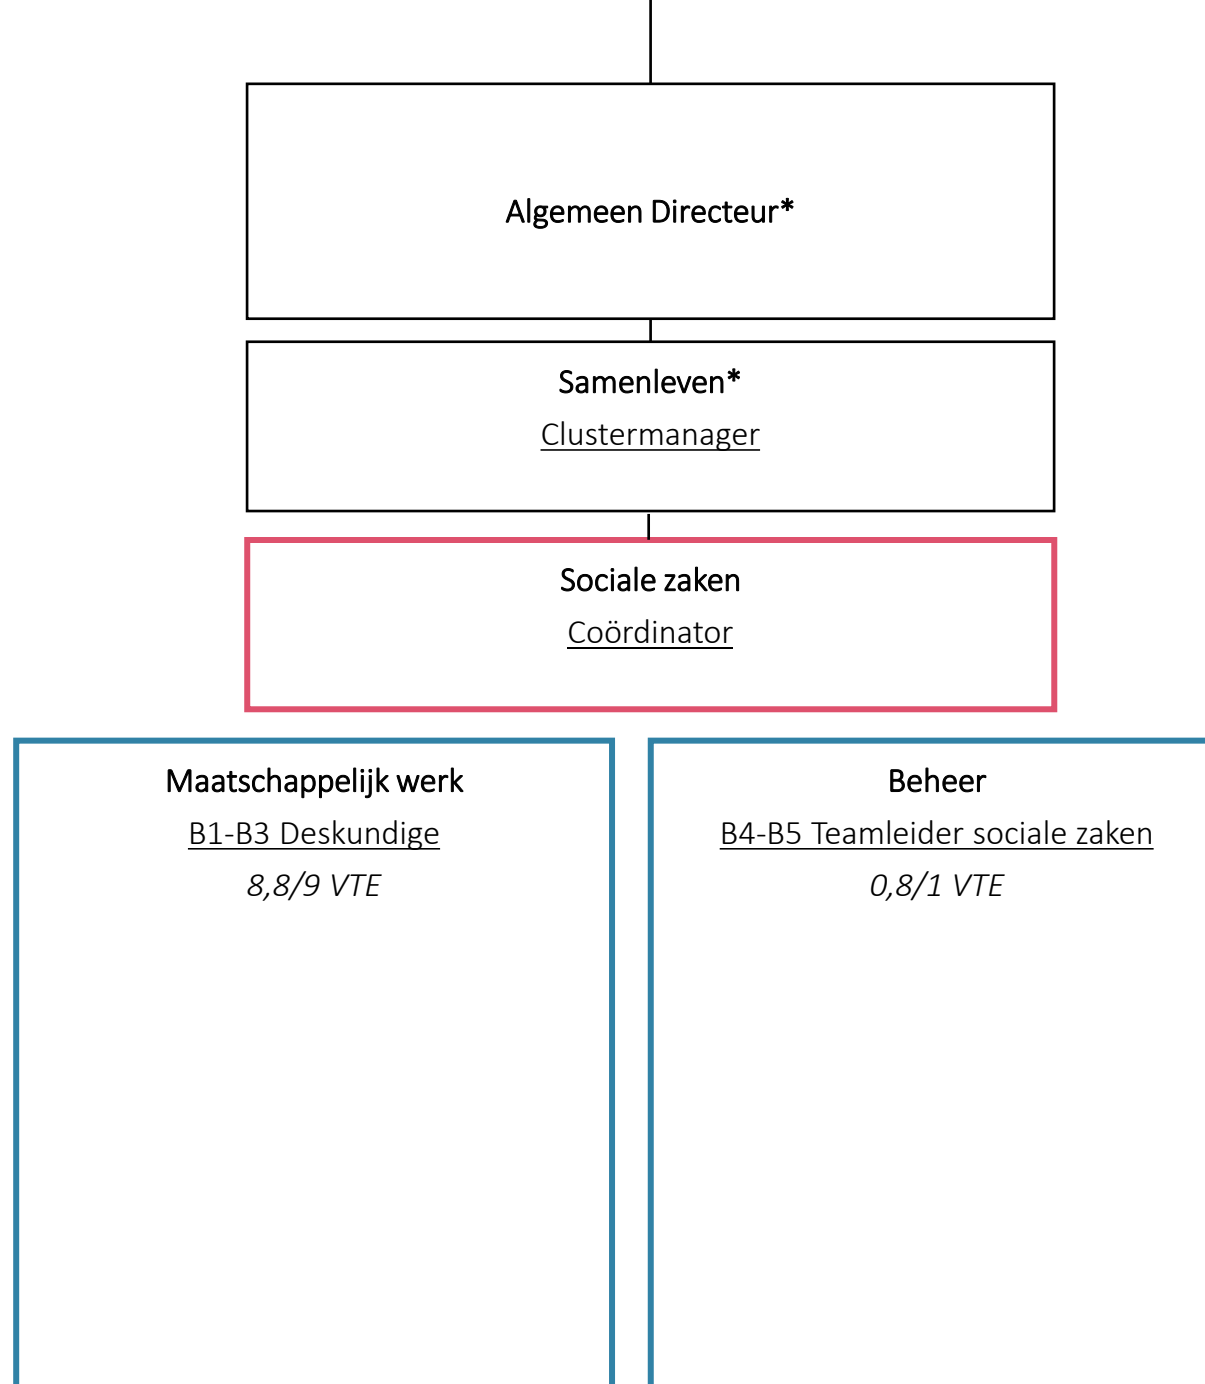 Algemeen Directeur*
Samenleven*
Clustermanager
Sociale zaken
Coördinator
Maatschappelijk werk
B1-B3 Deskundige
8,8/9 VTE
Beheer
B4-B5 Teamleider sociale zaken
0,8/1 VTE